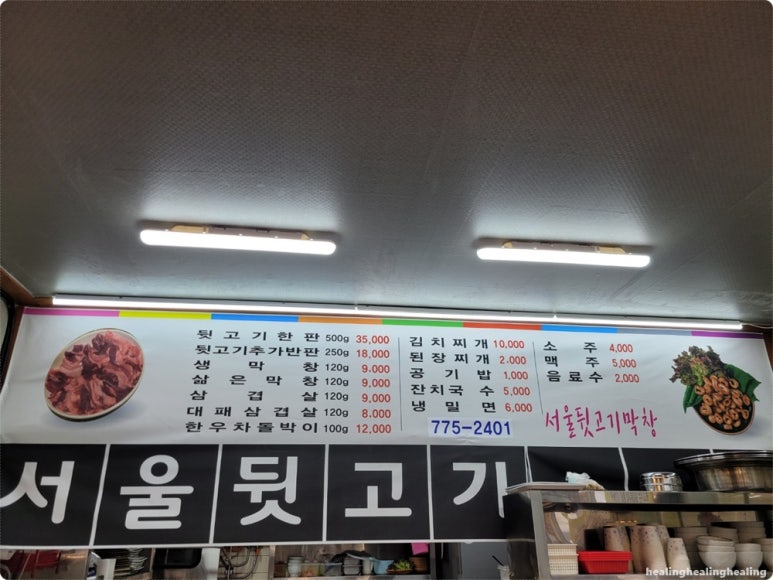 뒷고기한판 500g 35,000
뒷고기추가반판 250g 18,000
생막창 120g 9.000
삶은막창 120g 9,000
삼겹살 120g 9,000
대패삼겹살 120g 8.000
한우차돌박이 100g 12,000
김치찌개 10,000
된장찌개 2.000
공기밥 1,000
잔치국수 5,000
냉밀면 6,000
775-2401
소주 4,000
맥주 5,000
음료수 2,000
서울뒷고기막창
서울뒷고기
healinghealinghealing